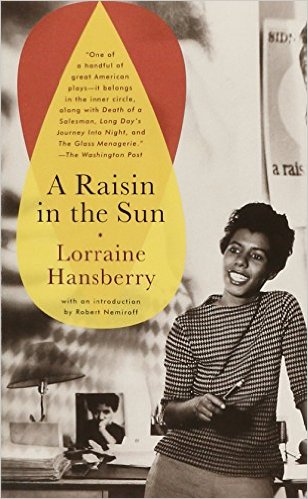 “One of
a handful of
great American
plays—it belongs
in the inner circle,
along with Death of a
Salesman, Long Day's
Journey Into Night, and
The Glass Menagerie.”
—The Washington Post
A Raisin
in the Sun
Lorraine
Hansberry
with an introduction
by Robert Nemiroff
SID
a rais